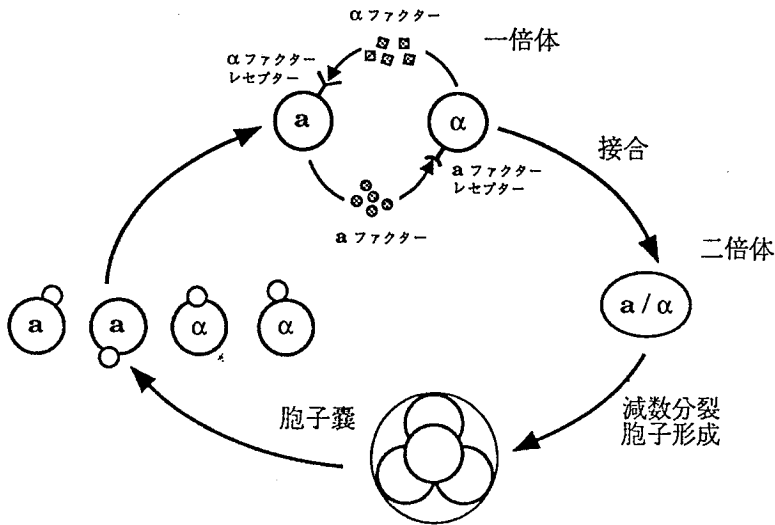 αファクター
一倍体
αファクター
レセプター
a
α
接合
aファクター
レセプター
aファクター
二倍体
a/α
a
a
α
α
減数分裂
胞子形成
胞子嚢